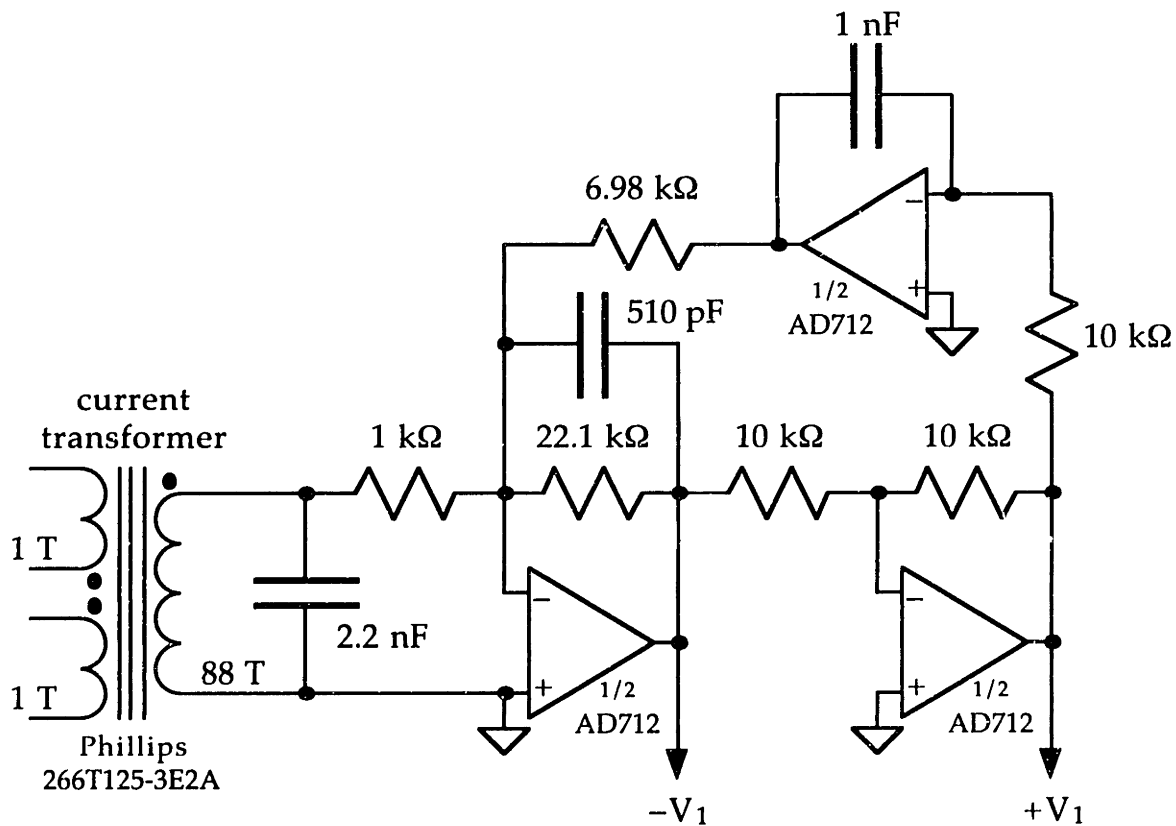 1 nF
6.98 kΩ
−
+
1/2
AD712
510 pF
10 kΩ
current
transformer
1 kΩ
22.1 kΩ
10 kΩ
10 kΩ
1 T
2.2 nF
−
+
1/2
AD712
−
+
1/2
AD712
88 T
1 T
Phillips
266T125-3E2A
−V1
+V1